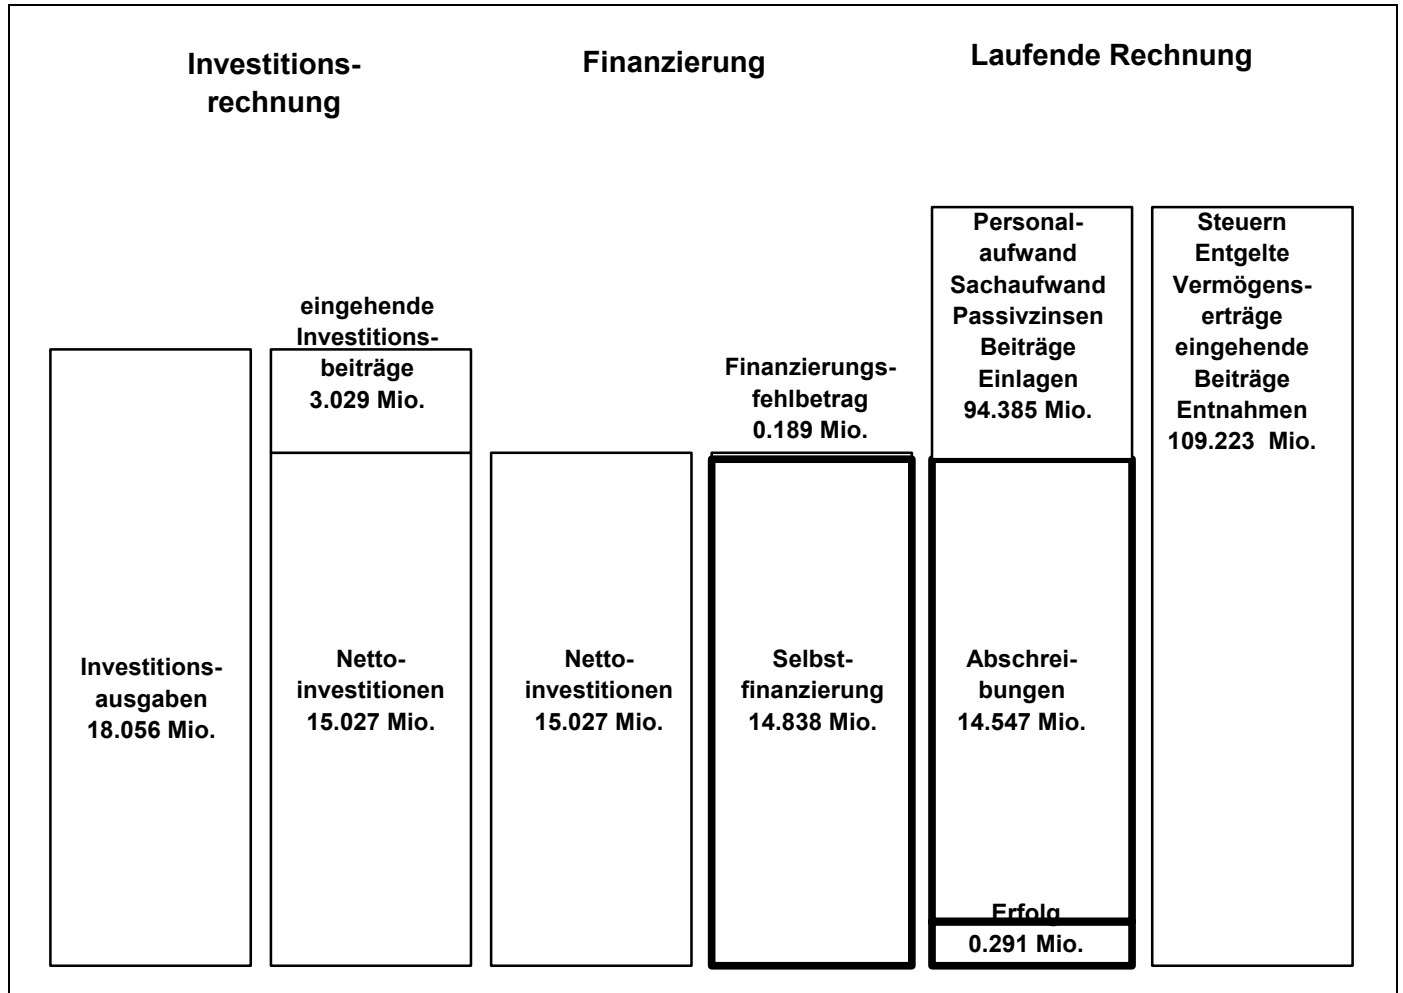 Investitions-
rechnung
Finanzierung
Laufende Rechnung
Investitions-
ausgaben
18.056 Mio.
eingehende
Investitions-
beiträge
3.029 Mio.
Netto-
investitionen
15.027 Mio.
Netto-
investitionen
15.027 Mio.
Finanzierungs-
fehlbetrag
0.189 Mio.
Selbst-
finanzierung
14.838 Mio.
Personal-
aufwand
Sachaufwand
Passivzinsen
Beiträge
Einlagen
94.385 Mio.
Abschrei-
bungen
14.547 Mio.
Erfolg
0.291 Mio.
Steuern
Entgelte
Vermögens-
erträge
eingehende
Beiträge
Entnahmen
109.223 Mio.